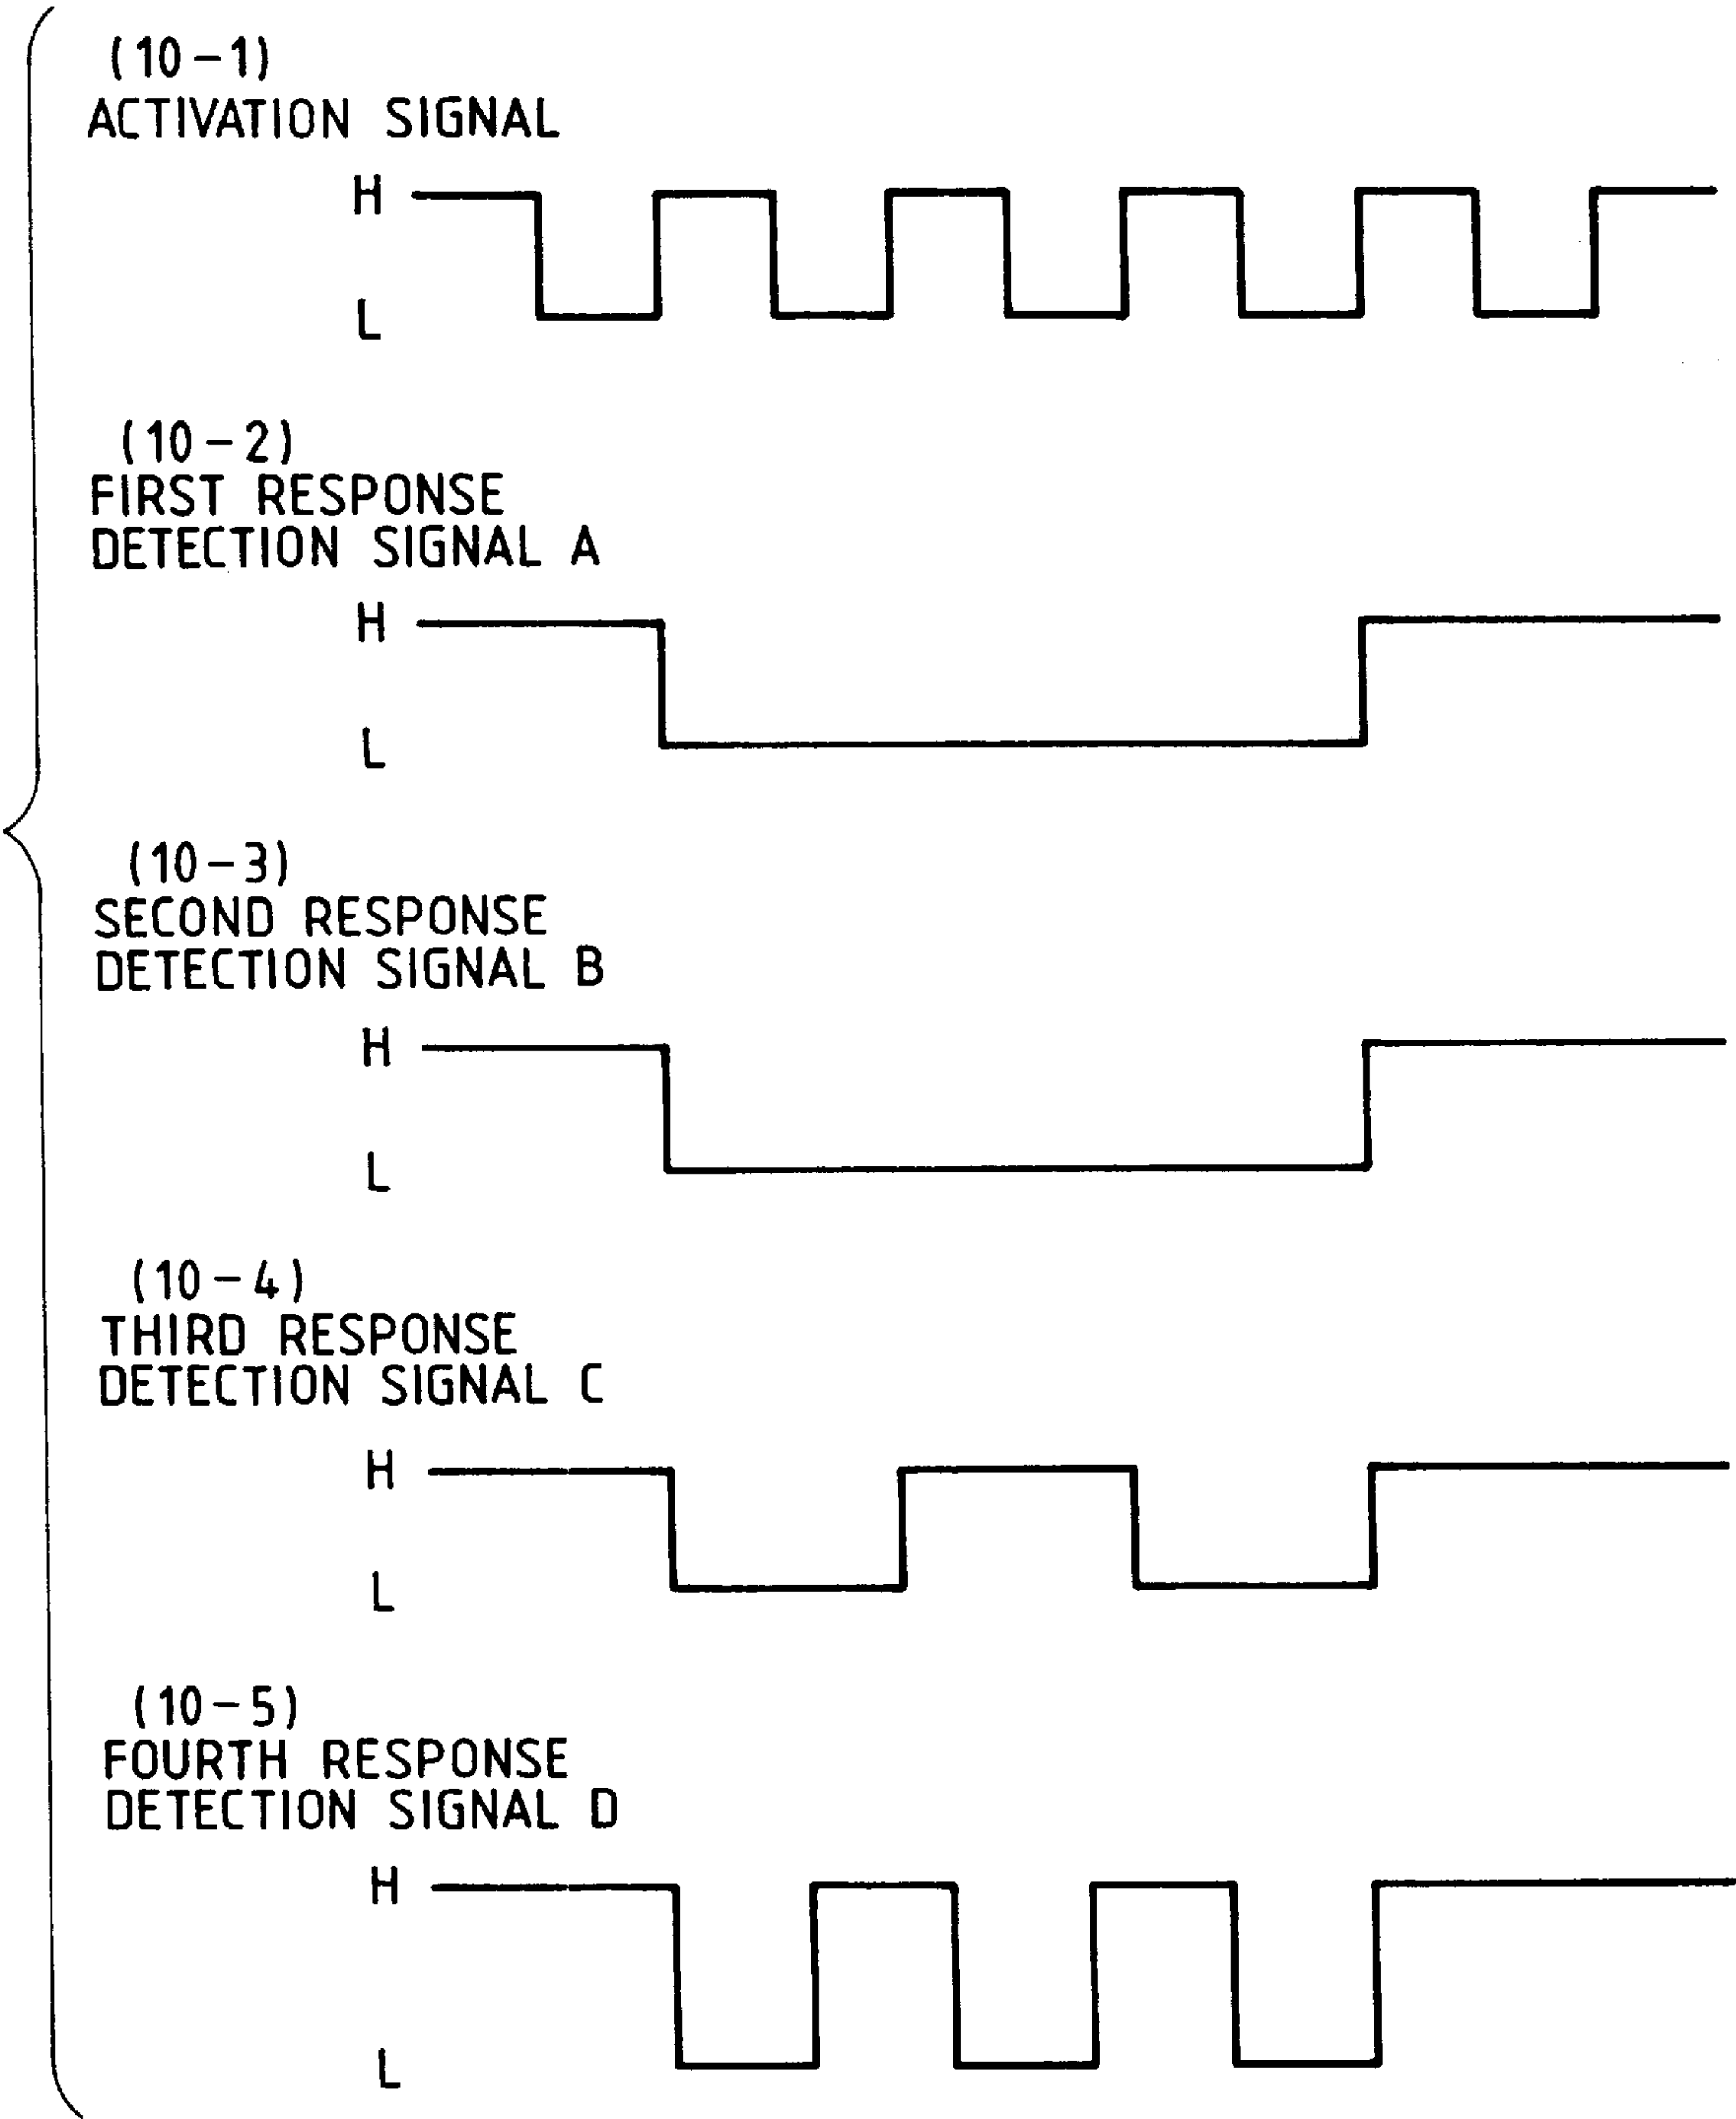 (10-1)
ACTIVATION SIGNAL
H
L
(10-2)
FIRST RESPONSE
DETECTION SIGNAL A
H
L
(10-3)
SECOND RESPONSE
DETECTION SIGNAL B
H
L
(10-4)
THIRD RESPONSE
DETECTION SIGNAL C
H
L
(10-5)
FOURTH RESPONSE
DETECTION SIGNAL D
H
L